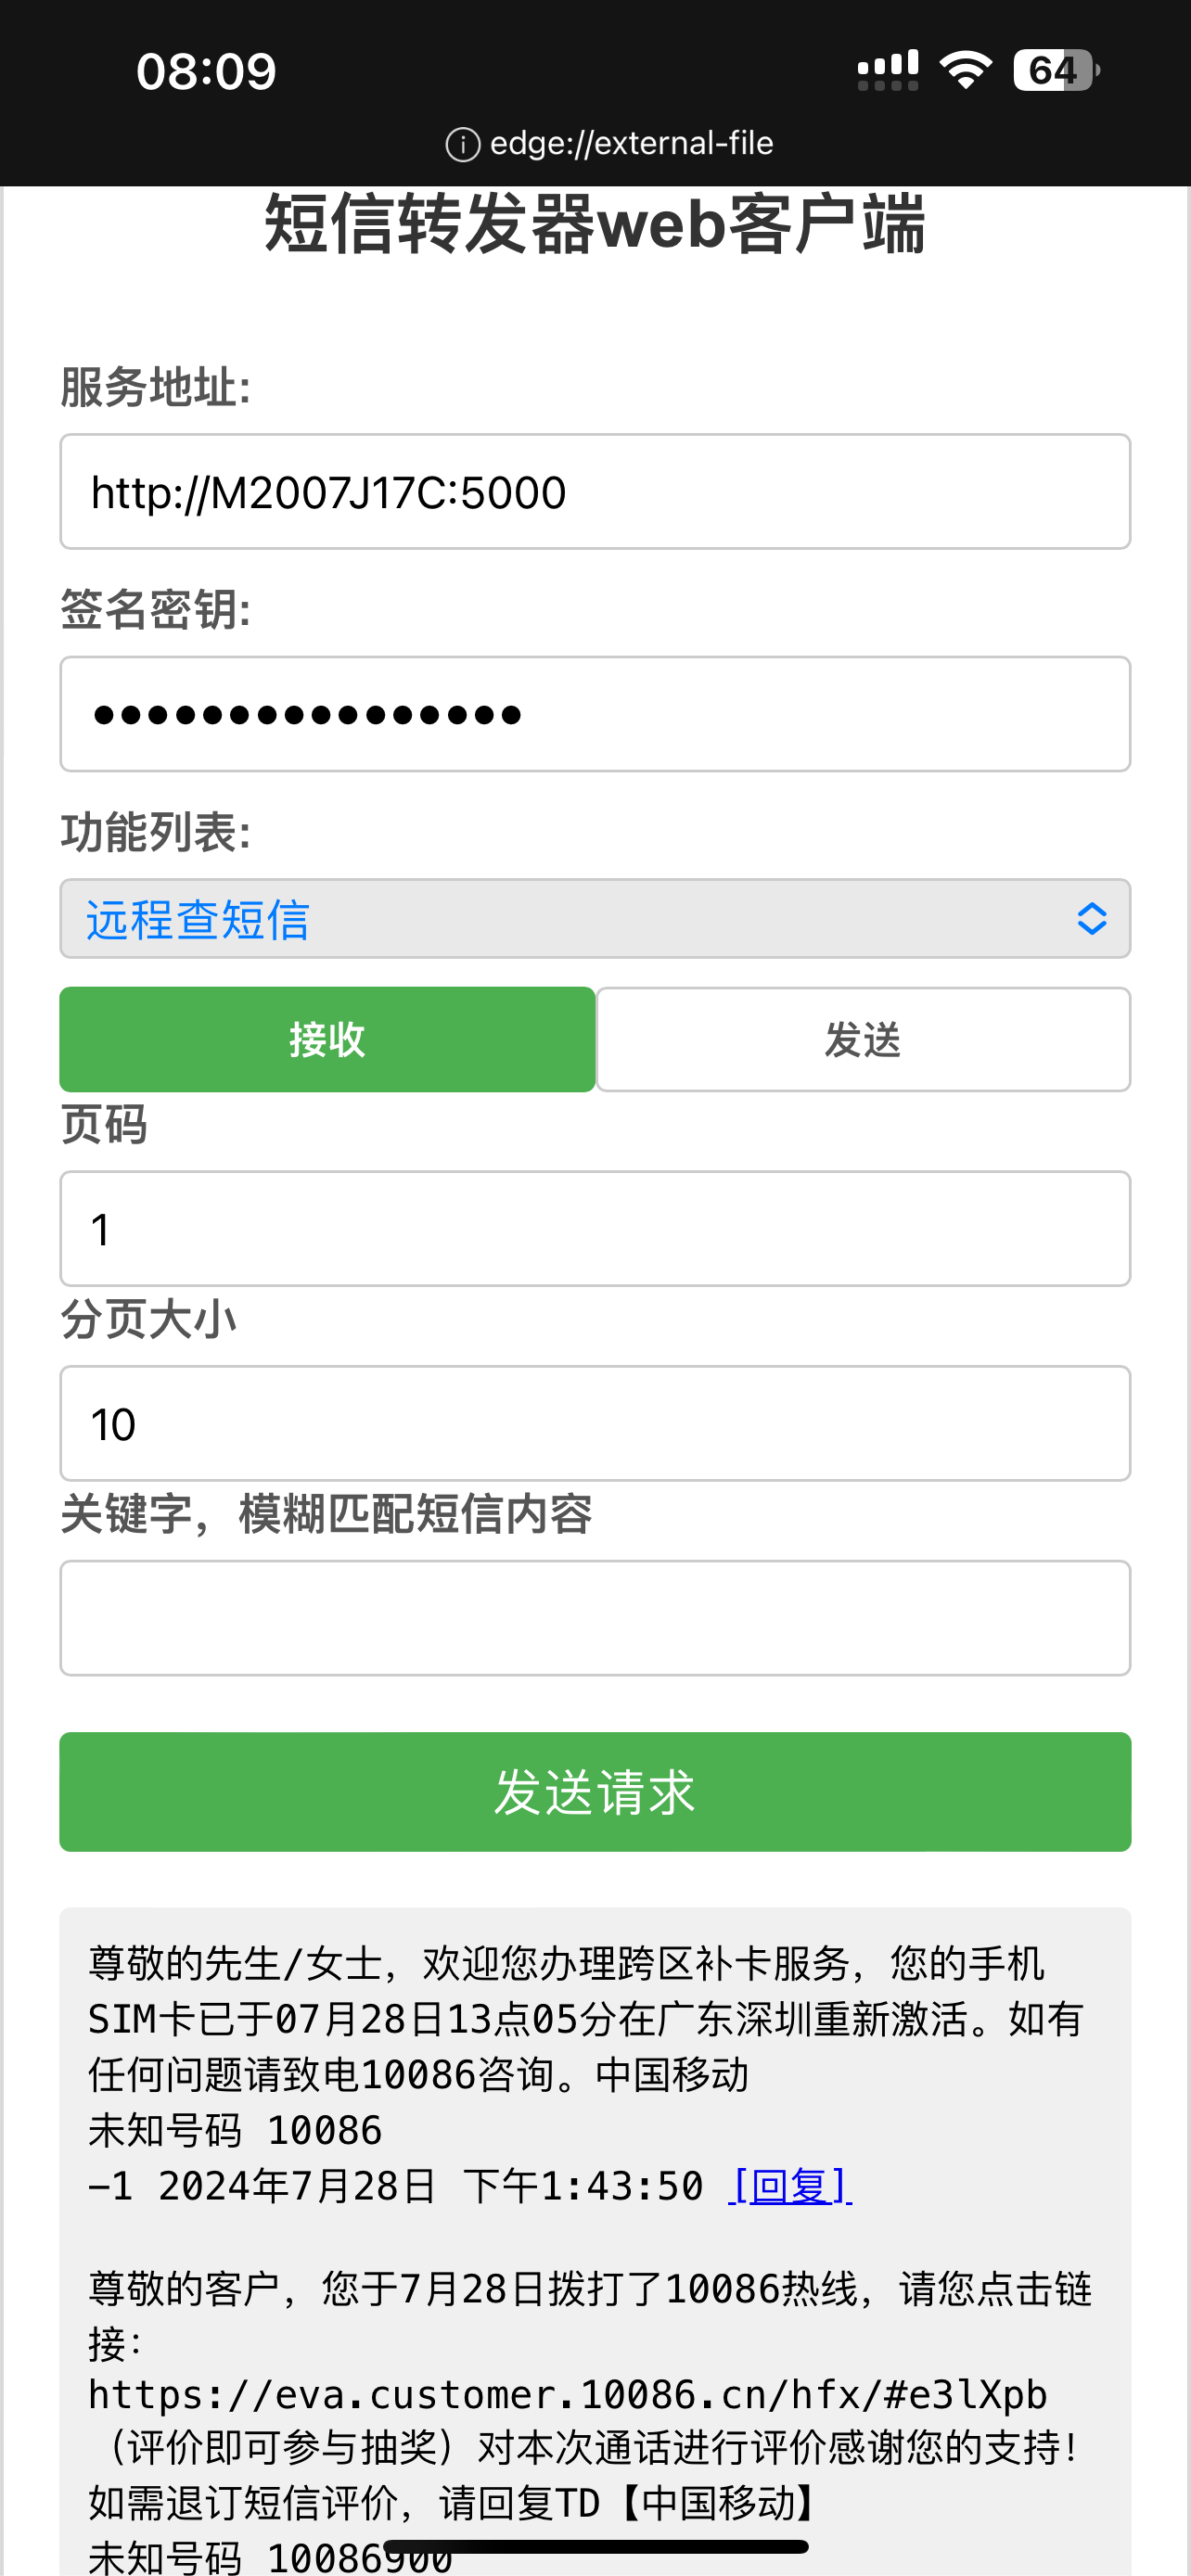 08:09
64
edge://external-file
短信转发器web客户端
服务地址:
http://M2007J17C:5000
签名密钥:
••••••••••••••••
功能列表:
远程查短信
接收
发送
页码
1
分页大小
10
关键字，模糊匹配短信内容
发送请求
尊敬的先生/女士，欢迎您办理跨区补卡服务，您的手机
SIM卡已于07月28日13点05分在广东深圳重新激活。如有
任何问题请致电10086咨询。中国移动
未知号码 10086
-1 2024年7月28日 下午1:43:50 [回复]
尊敬的客户，您于7月28日拨打了10086热线，请您点击链
接：
https://eva.customer.10086.cn/hfx/#e3lXpb
（评价即可参与抽奖）对本次通话进行评价感谢您的支持！
如需退订短信评价，请回复TD【中国移动】
未知号码 10086900